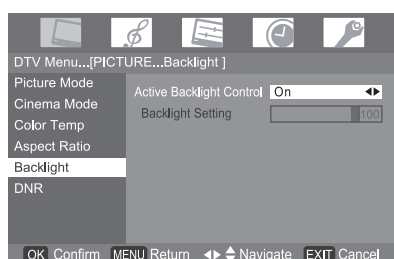 DTV Menu...[PICTURE...Backlight ]
Picture Mode
Cinema Mode
Color Temp
Aspect Ratio
Backlight
DNR
Active Backlight Control On
Backlight Setting 100
OK Confirm MENU Return Navigate EXIT Cancel